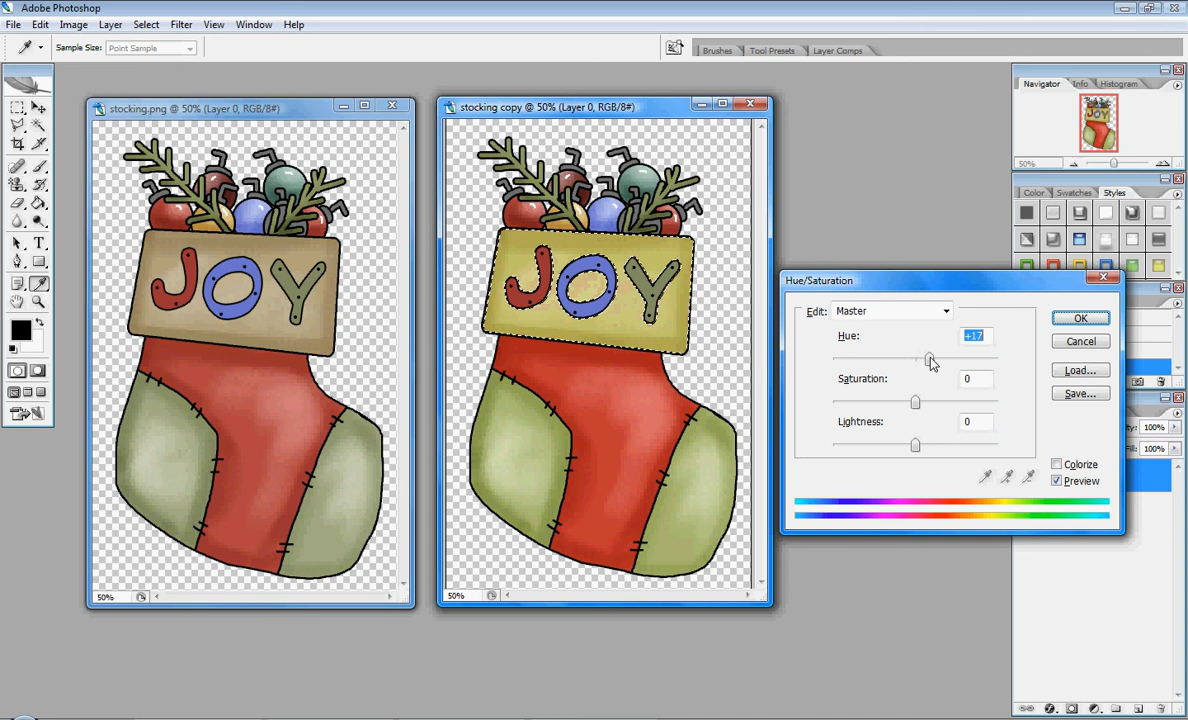 Adobe Photoshop
File Edit Image Layer Select Filter View Window Help
Sample Size: Point Sample
Brushes Tool Presets Layer Comps
stocking.png @ 50% (Layer 0, RGB/8#)
stocking copy @ 50% (Layer 0, RGB/8#)
Navigator Info Histogram
50%
Color Swatches Styles
JOY
JOY
Hue/Saturation
Edit: Master
Hue: +17
Saturation: 0
Lightness: 0
OK
Cancel
Load...
Save...
Colorize
Preview
100%
Fill: 100%
50%
50%